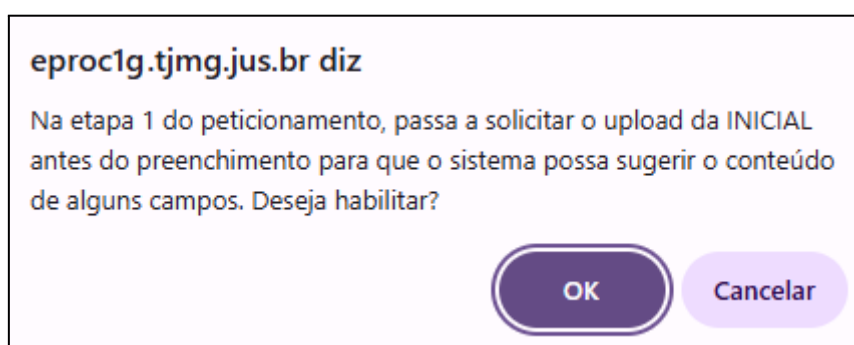 eproc1g.tjmg.jus.br diz
Na etapa 1 do peticionamento, passa a solicitar o upload da INICIAL
antes do preenchimento para que o sistema possa sugerir o conteúdo
de alguns campos. Deseja habilitar?
OK
Cancelar